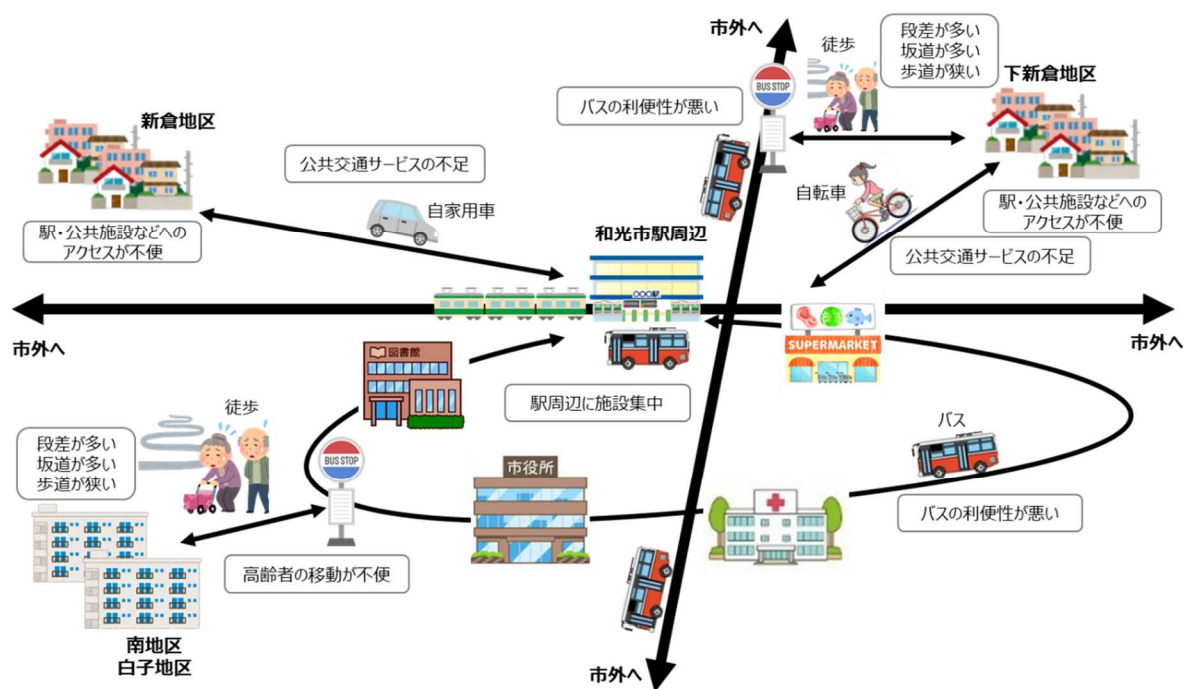 市外へ
徒歩
段差が多い
坂道が多い
歩道が狭い
下新倉地区
BUS STOP
バスの利便性が悪い
新倉地区
公共交通サービスの不足
自家用車
自転車
駅・公共施設などへの
アクセスが不便
駅・公共施設などへの
アクセスが不便
和光市駅周辺
公共交通サービスの不足
〇〇〇駅
市外へ
市外へ
SUPERMARKET
図書館
駅周辺に施設集中
徒歩
段差が多い
坂道が多い
歩道が狭い
バス
BUS STOP
市役所
バスの利便性が悪い
高齢者の移動が不便
南地区
白子地区
市外へ